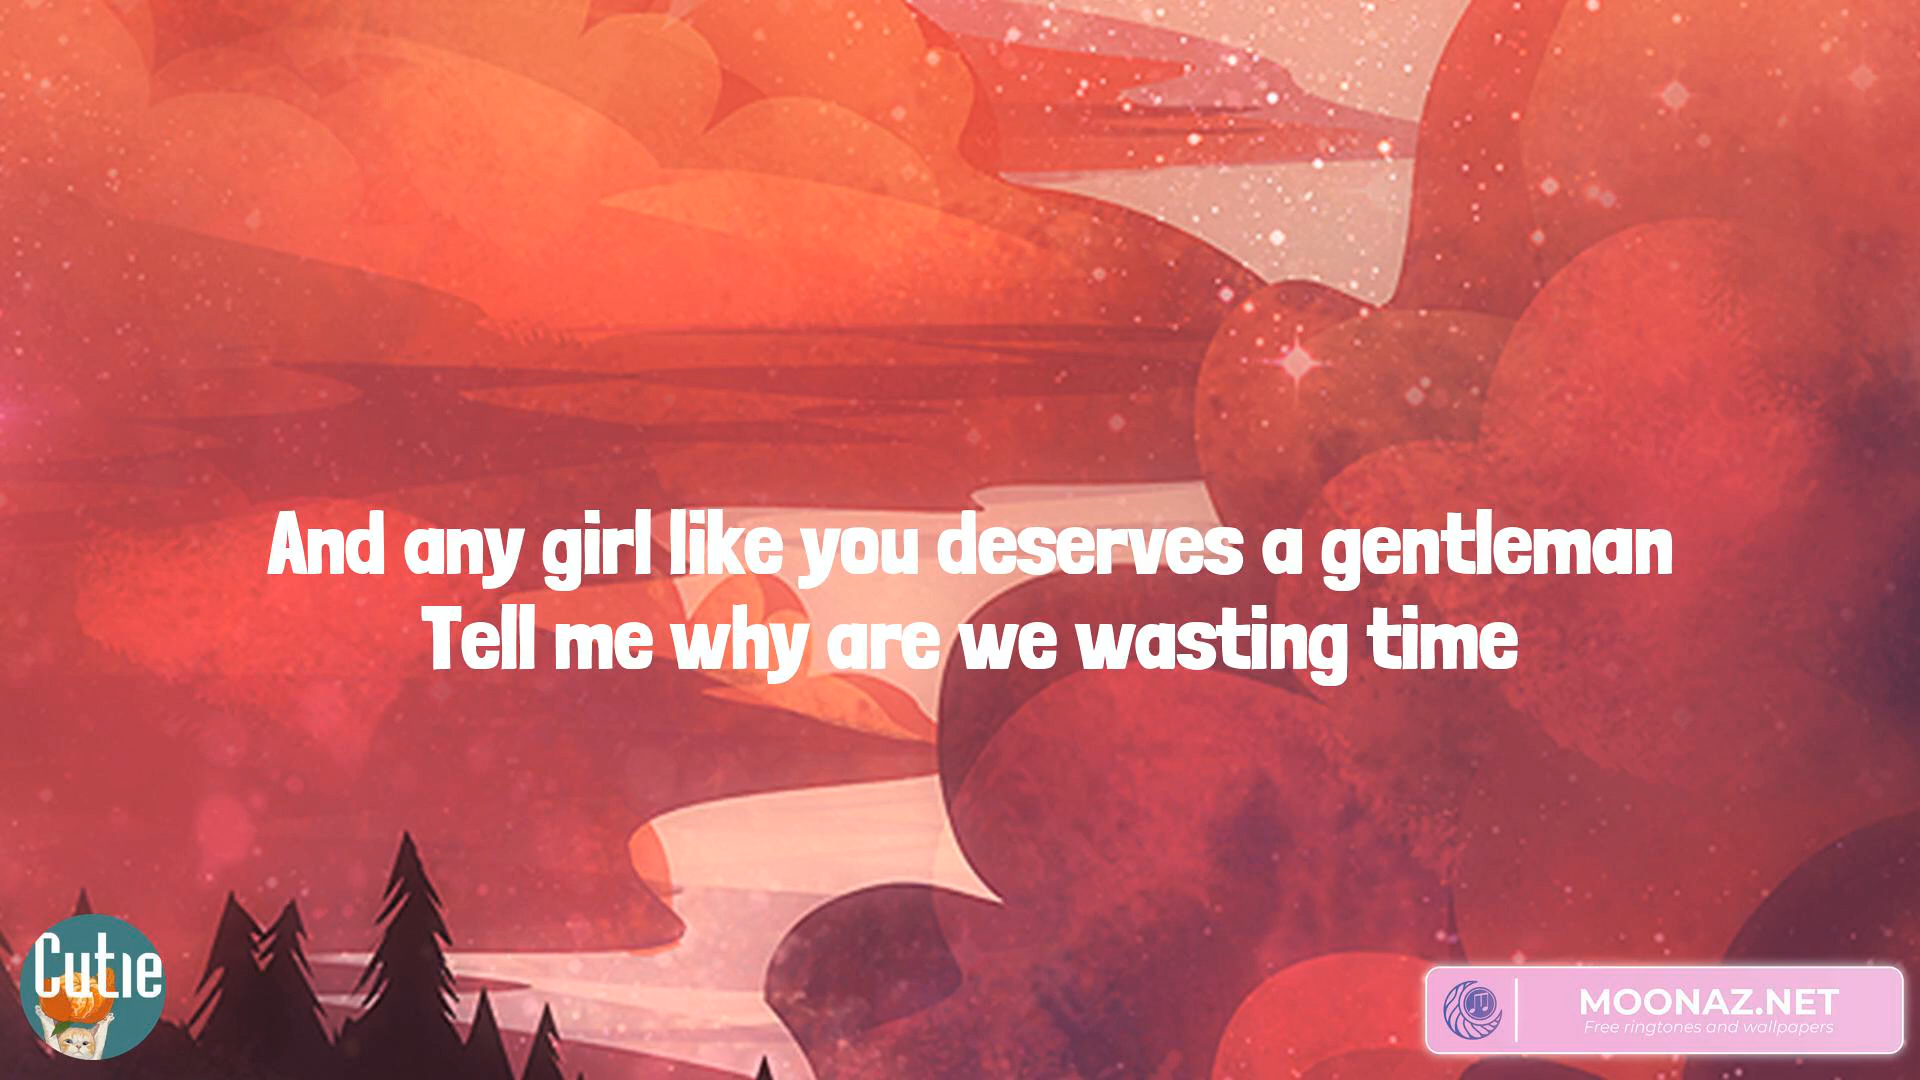 And any girl like you deserves a gentleman
Tell me why are we wasting time
Cutie
MOONAZ.NET
Free ringtones and wallpapers